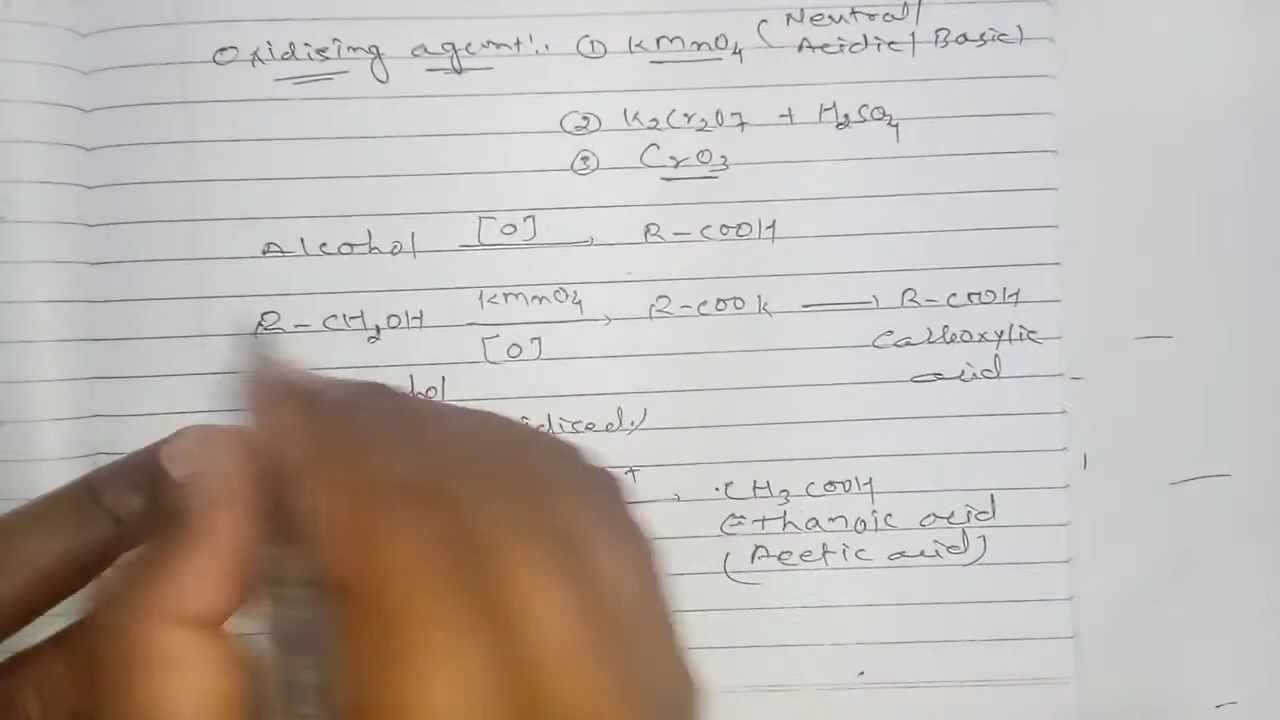 Oxidising agent:. ① KMnO4 (Neutral/
Acidic/Basic)
② K2Cr2O7 + H2SO4
③ CrO3
Alcohol [O] → R-COOH
R-CH2OH KMnO4 → R-COOK → R-COOH
[O]
Carboxylic
acid
+ → CH3COOH
Ethanoic acid
(Acetic acid)